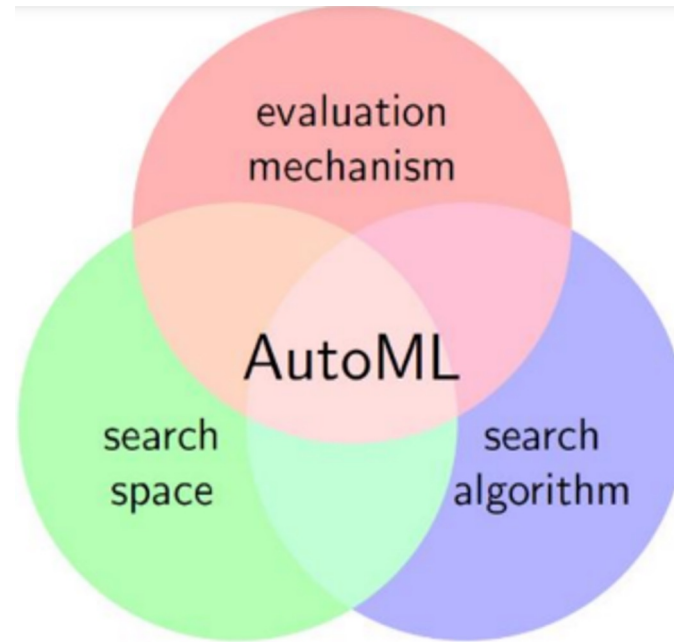 evaluation
mechanism
AutoML
search
space
search
algorithm